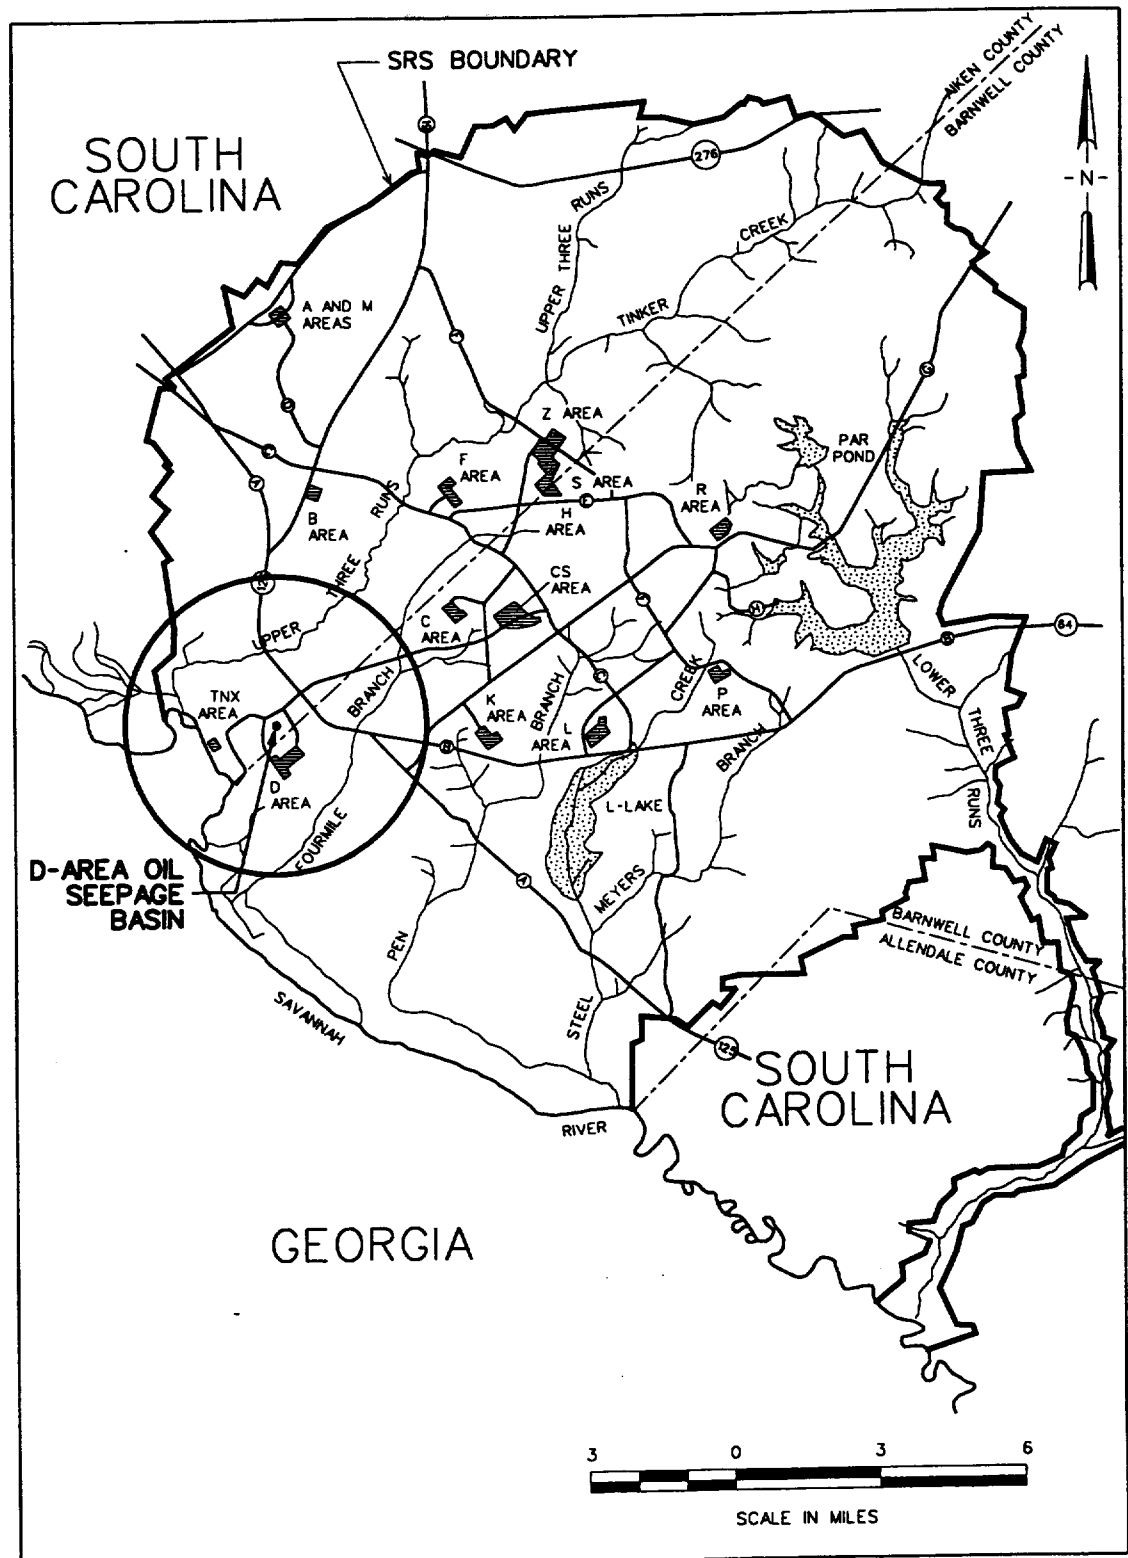 SRS BOUNDARY
AIKEN COUNTY
BARNWELL COUNTY
SOUTH
CAROLINA
276
-N-
UPPER THREE RUNS
TINKER CREEK
A AND M
AREAS
Z AREA
PAR
POND
F
AREA
S AREA
R
AREA
B
AREA
H
AREA
UPPER THREE RUNS
CS
AREA
C
AREA
64
LOWER THREE RUNS
TNX
AREA
FOURMILE BRANCH
K
AREA
PEN BRANCH
L
AREA
STEEL CREEK
P
AREA
MEYERS BRANCH
D
AREA
L-LAKE
D-AREA OIL
SEEPAGE
BASIN
BARNWELL COUNTY
ALLENDALE COUNTY
SAVANNAH RIVER
125
SOUTH
CAROLINA
GEORGIA
3 0 3 6
SCALE IN MILES